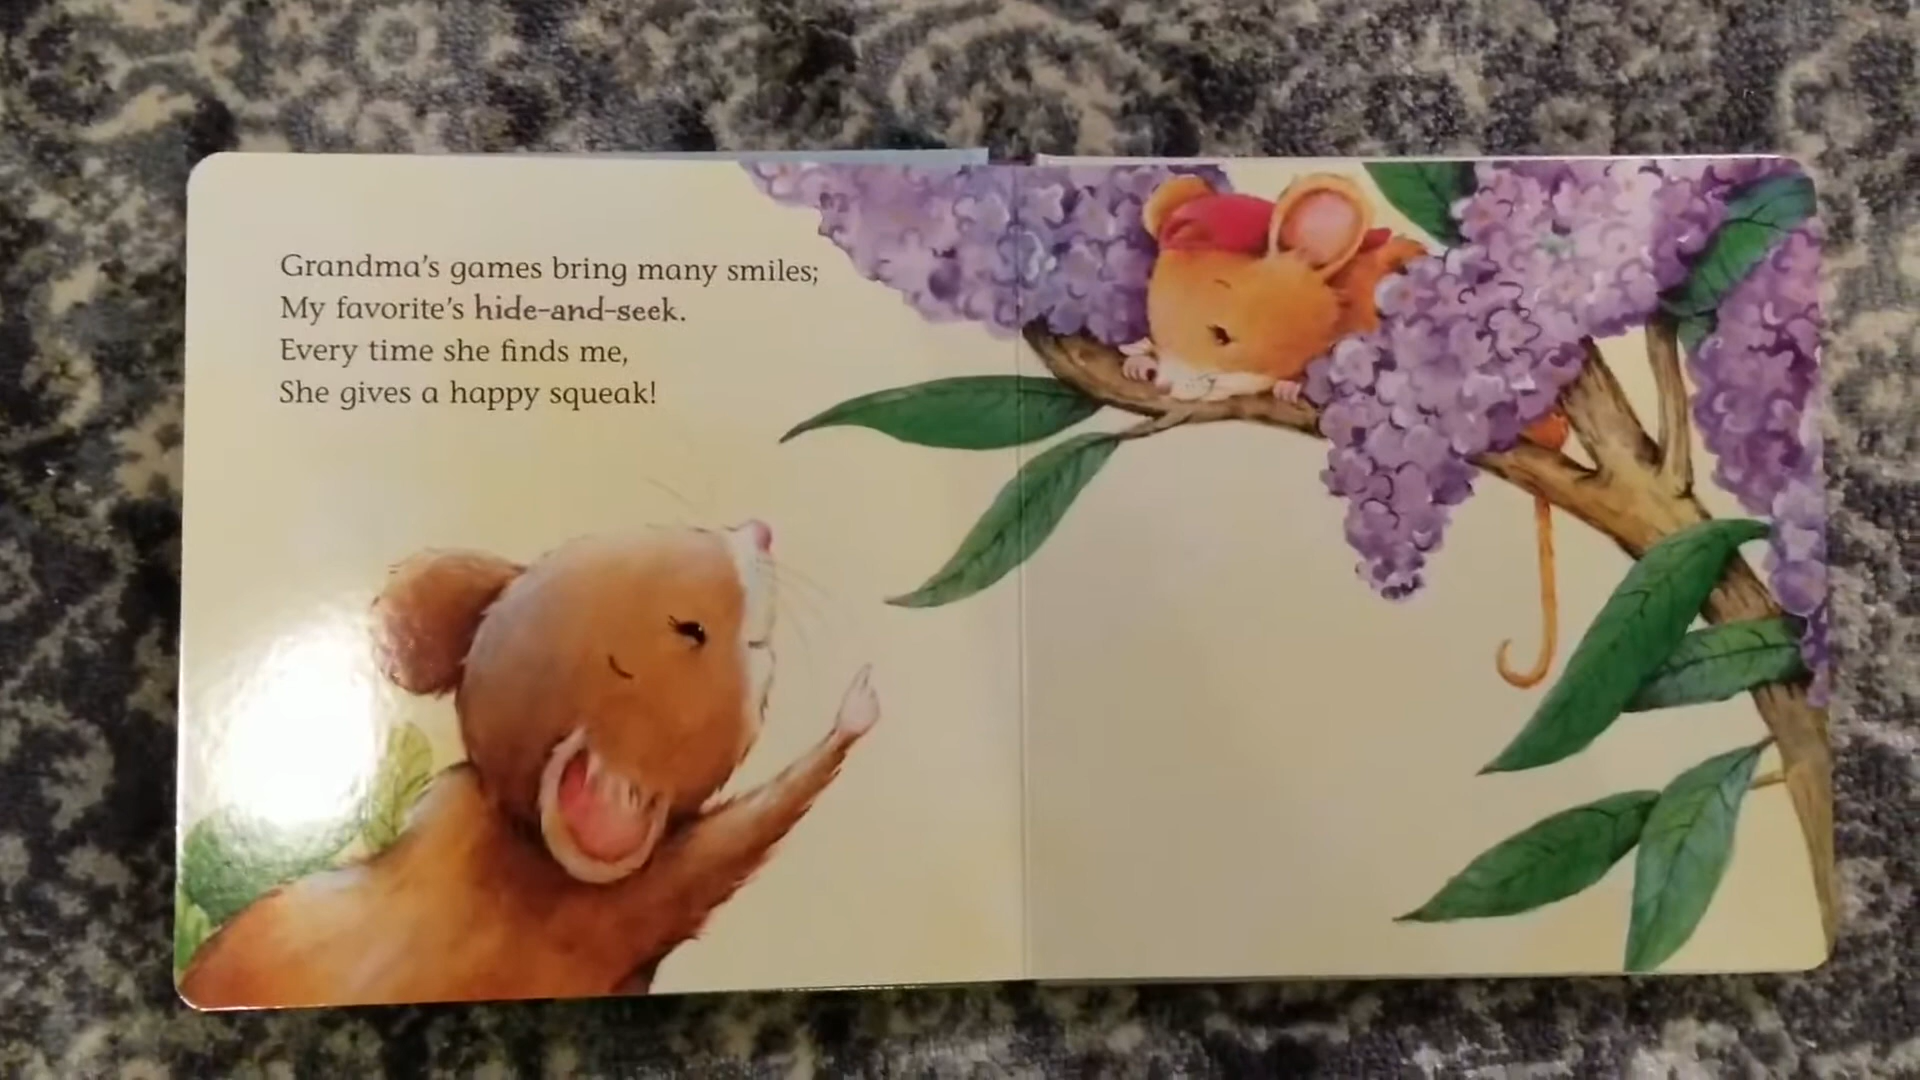 Grandma's games bring many smiles;
My favorite's hide-and-seek.
Every time she finds me,
She gives a happy squeak!